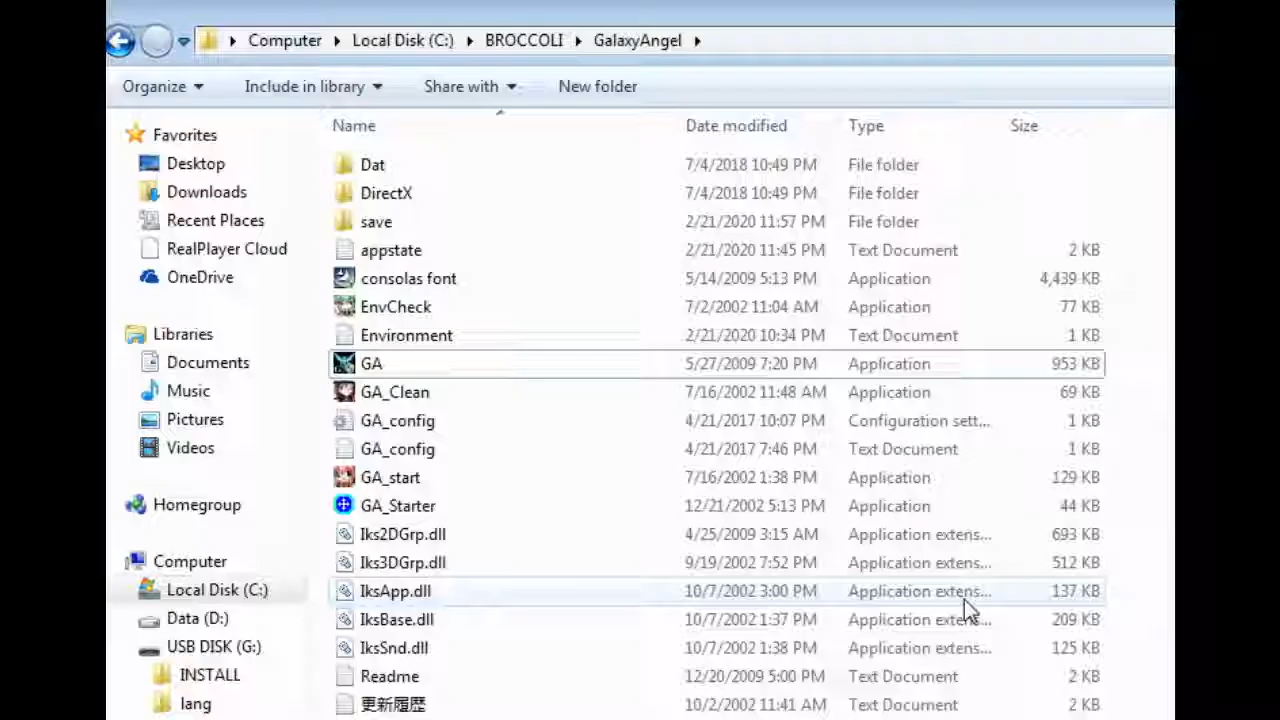 Computer Local Disk (C:) BROCCOLI GalaxyAngel
Organize Include in library Share with New folder
Name Date modified Type Size
Favorites
Desktop
Downloads
Recent Places
RealPlayer Cloud
OneDrive
Libraries
Documents
Music
Pictures
Videos
Homegroup
Computer
Local Disk (C:)
Data (D:)
USB DISK (G:)
INSTALL
lang
Dat 7/4/2018 10:49 PM File folder
DirectX 7/4/2018 10:49 PM File folder
save 2/21/2020 11:57 PM File folder
appstate 2/21/2020 11:45 PM Text Document 2 KB
consolas font 5/14/2009 5:13 PM Application 4,439 KB
EnvCheck 7/2/2002 11:04 AM Application 77 KB
Environment 2/21/2020 10:34 PM Text Document 1 KB
GA 5/27/2009 7:20 PM Application 953 KB
GA_Clean 7/16/2002 11:48 AM Application 69 KB
GA_config 4/21/2017 10:07 PM Configuration sett... 1 KB
GA_config 4/21/2017 7:46 PM Text Document 1 KB
GA_start 7/16/2002 1:38 PM Application 129 KB
GA_Starter 12/21/2002 5:13 PM Application 44 KB
Iks2DGrp.dll 4/25/2009 3:15 AM Application extens... 693 KB
Iks3DGrp.dll 9/19/2002 7:52 PM Application extens... 512 KB
IksApp.dll 10/7/2002 3:00 PM Application extens... 137 KB
IksBase.dll 10/7/2002 1:37 PM Application extens... 209 KB
IksSnd.dll 10/7/2002 1:38 PM Application extens... 125 KB
Readme 12/20/2009 5:00 PM Text Document 2 KB
更新履歴 10/2/2002 11:41 AM Text Document 2 KB